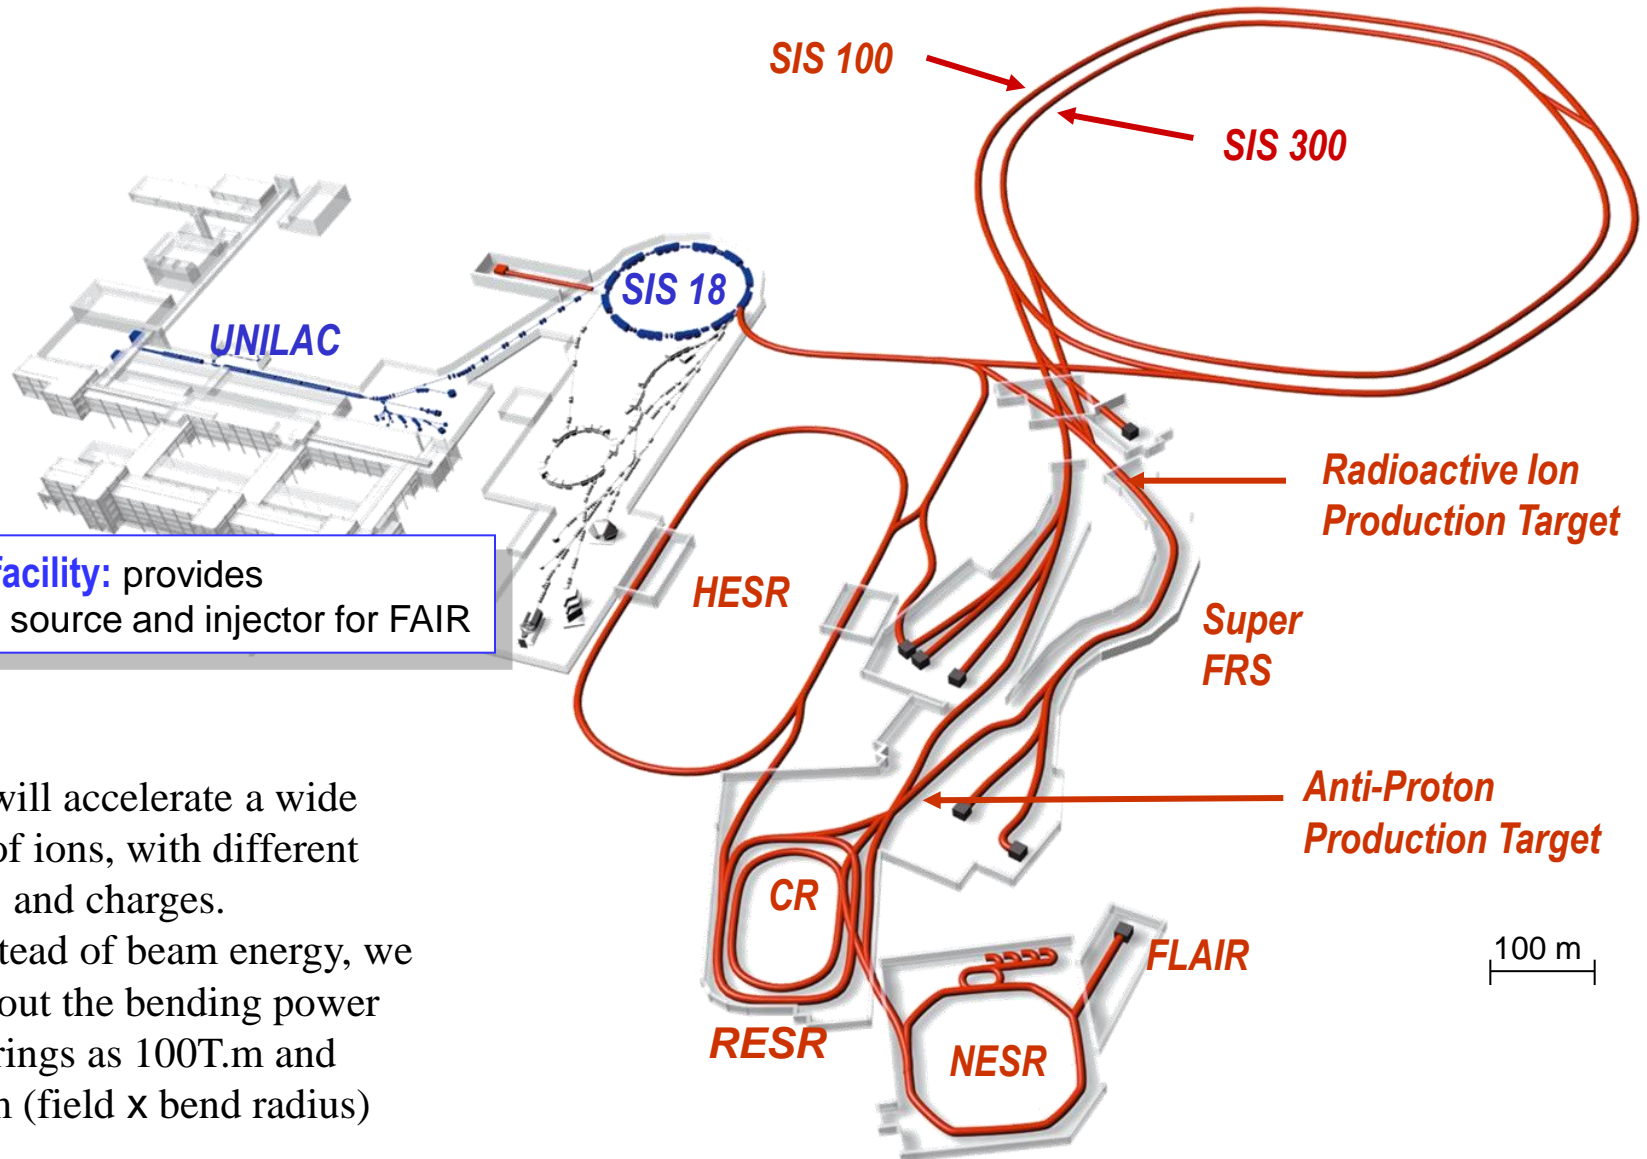 SIS 100
SIS 300
SIS 18
UNILAC
Radioactive Ion
Production Target
facility: provides
source and injector for FAIR
HESR
Super
FRS
will accelerate a wide
of ions, with different
and charges.
tead of beam energy, we
out the bending power
rings as 100T.m and
(field x bend radius)
Anti-Proton
Production Target
CR
FLAIR
100 m
RESR
NESR